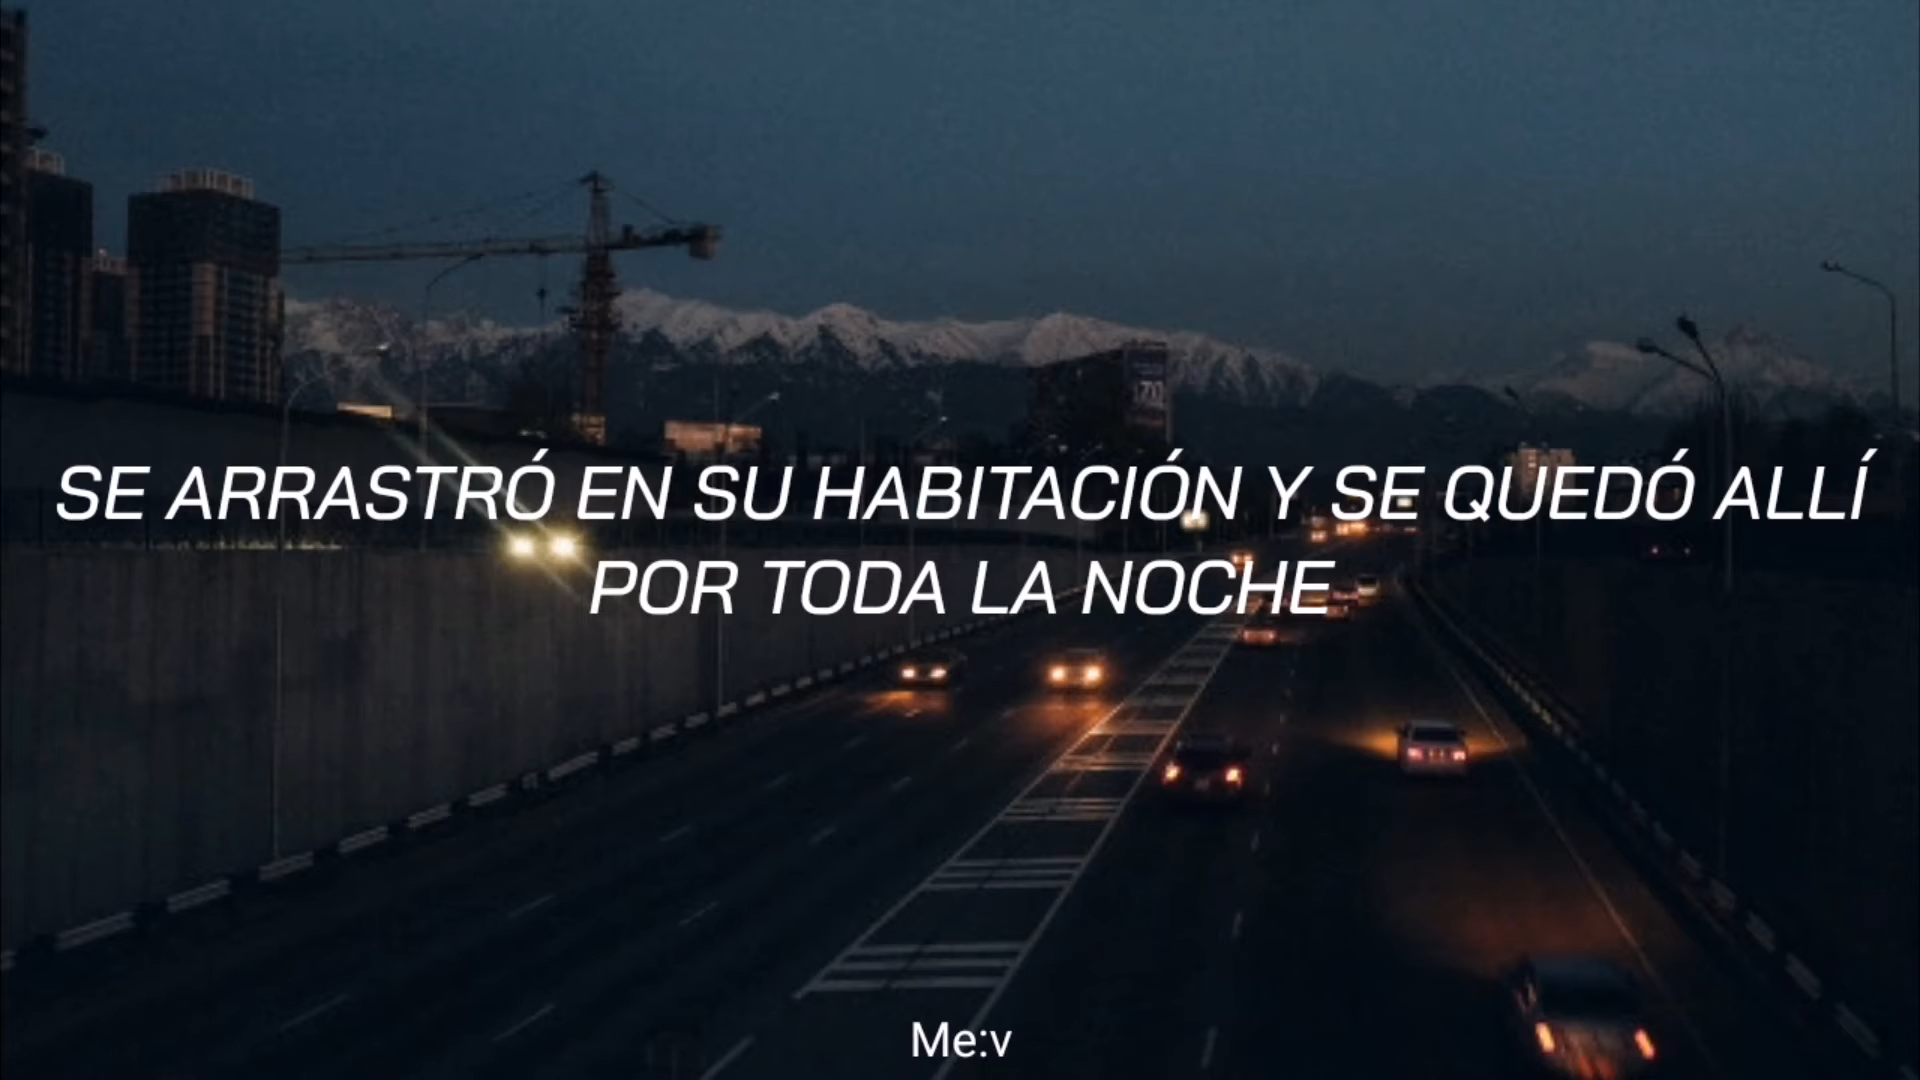 SE ARRASTRÓ EN SU HABITACIÓN Y SE QUEDÓ ALLÍ
POR TODA LA NOCHE
Me:v